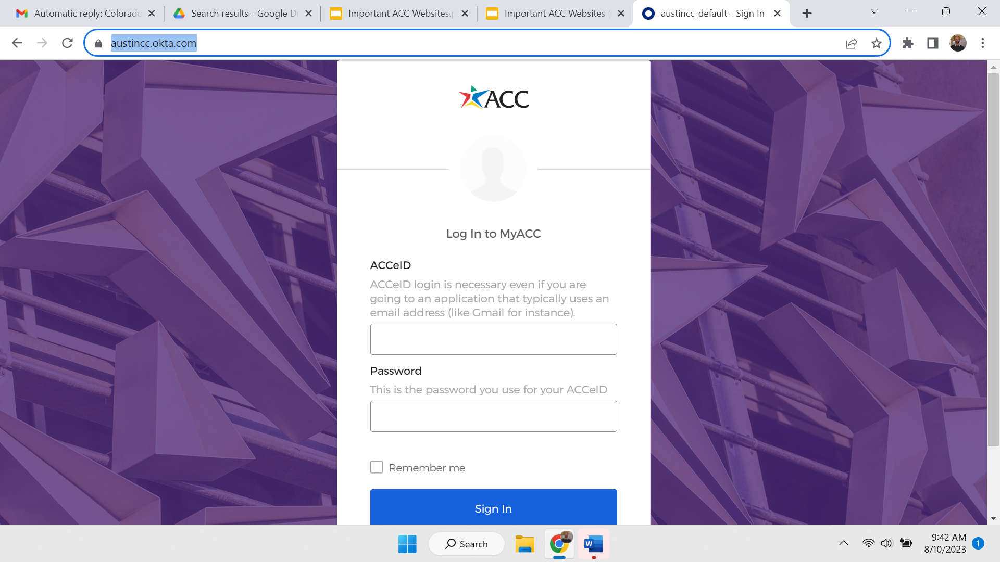 Automatic reply: Colorado
Search results - Google Dr
Important ACC Websites.p
Important ACC Websites (
austincc_default - Sign In
austincc.okta.com
ACC
Log In to MyACC
ACCeID
ACCeID login is necessary even if you are
going to an application that typically uses an
email address (like Gmail for instance).
Password
This is the password you use for your ACCeID
Remember me
Sign In
Search
W
9:42 AM
8/10/2023
1